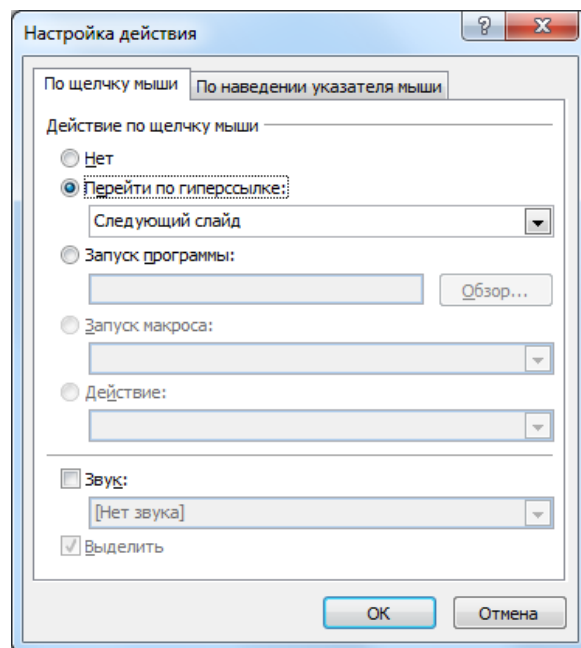 Настройка действия
По щелчку мыши По наведении указателя мыши
Действие по щелчку мыши
Нет
Перейти по гиперссылке:
Следующий слайд
Запуск программы:
Обзор...
Запуск макроса:
Действие:
Звук:
[Нет звука]
Выделить
ОК Отмена